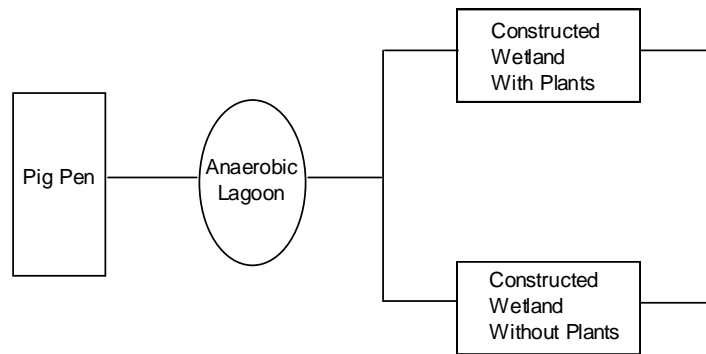 Pig Pen
Anaerobic
Lagoon
Constructed
Wetland
With Plants
Constructed
Wetland
Without Plants